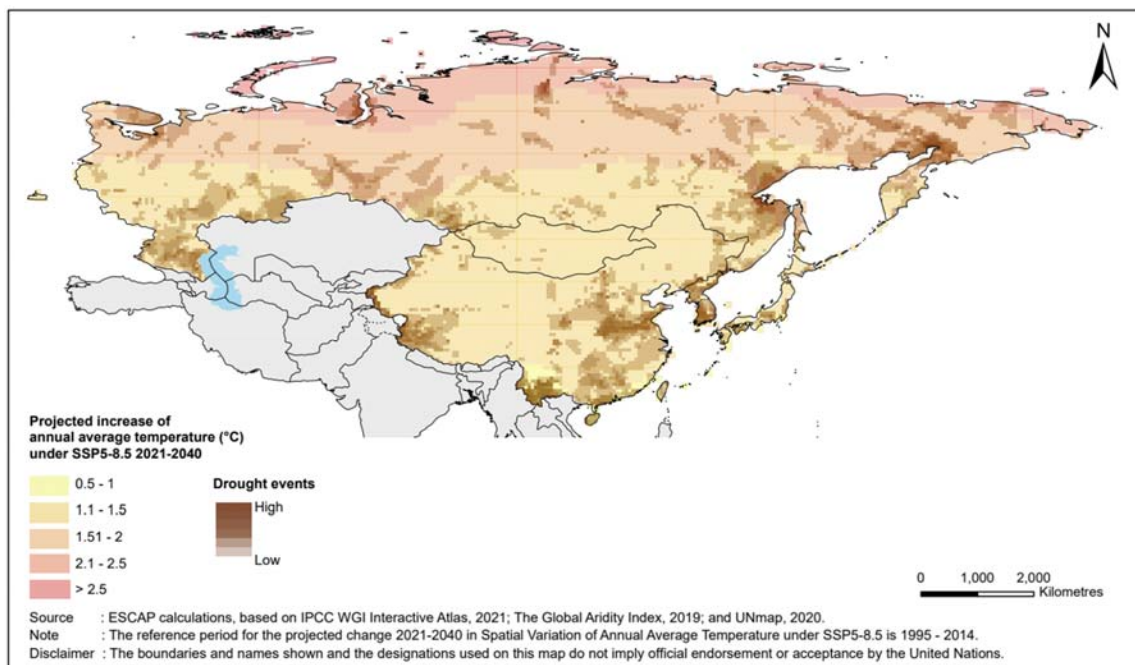 N
Projected increase of
annual average temperature (°C)
under SSP5-8.5 2021-2040
0.5 - 1
1.1 - 1.5
1.51 - 2
2.1 - 2.5
> 2.5
Drought events
High
Low
0 1,000 2,000
Kilometres
Source : ESCAP calculations, based on IPCC WGI Interactive Atlas, 2021; The Global Aridity Index, 2019; and UNmap, 2020.
Note : The reference period for the projected change 2021-2040 in Spatial Variation of Annual Average Temperature under SSP5-8.5 is 1995 - 2014.
Disclaimer : The boundaries and names shown and the designations used on this map do not imply official endorsement or acceptance by the United Nations.